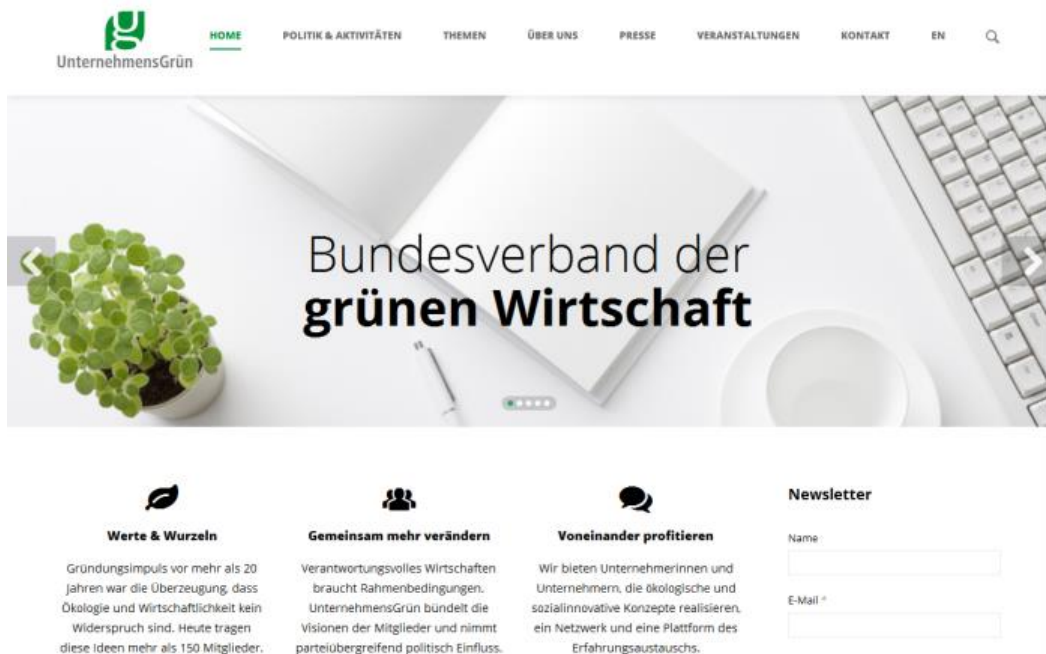 UnternehmensGrün
HOME POLITIK & AKTIVITÄTEN THEMEN ÜBER UNS PRESSE VERANSTALTUNGEN KONTAKT EN
Bundesverband der
grünen Wirtschaft
Werte & Wurzeln
Gründungsimpuls vor mehr als 20
Jahren war die Überzeugung, dass
Ökologie und Wirtschaftlichkeit kein
Widerspruch sind. Heute tragen
diese Ideen mehr als 150 Mitglieder.
Gemeinsam mehr verändern
Verantwortungsvolles Wirtschaften
braucht Rahmenbedingungen.
UnternehmensGrün bündelt die
Visionen der Mitglieder und nimmt
parteiübergreifend politisch Einfluss.
Voneinander profitieren
Wir bieten Unternehmerinnen und
Unternehmern, die ökologische und
sozialinnovative Konzepte realisieren,
ein Netzwerk und eine Plattform des
Erfahrungsaustauschs.
Newsletter
Name
E-Mail *